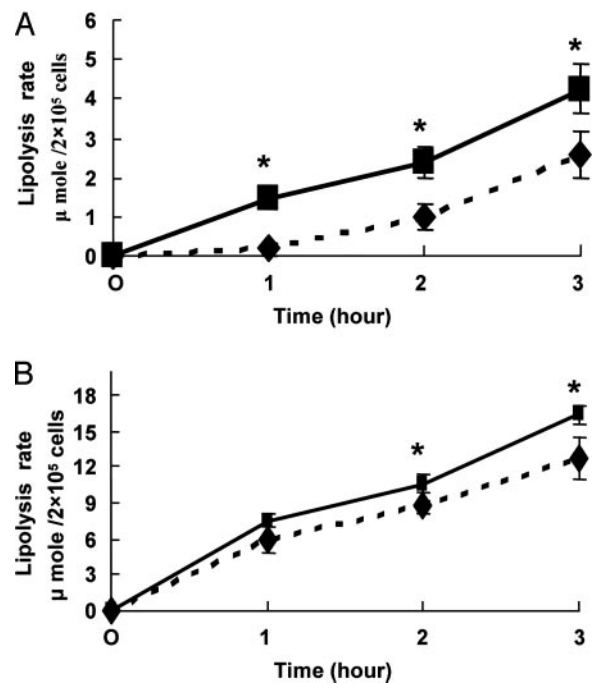 A
Lipolysis rate
μ mole /2×10⁵ cells
6
5
4
3
2
1
0
*
*
*
O 1 2 3
Time (hour)
B
Lipolysis rate
μ mole /2×10⁵ cells
18
15
12
9
6
3
0
*
*
O 1 2 3
Time (hour)